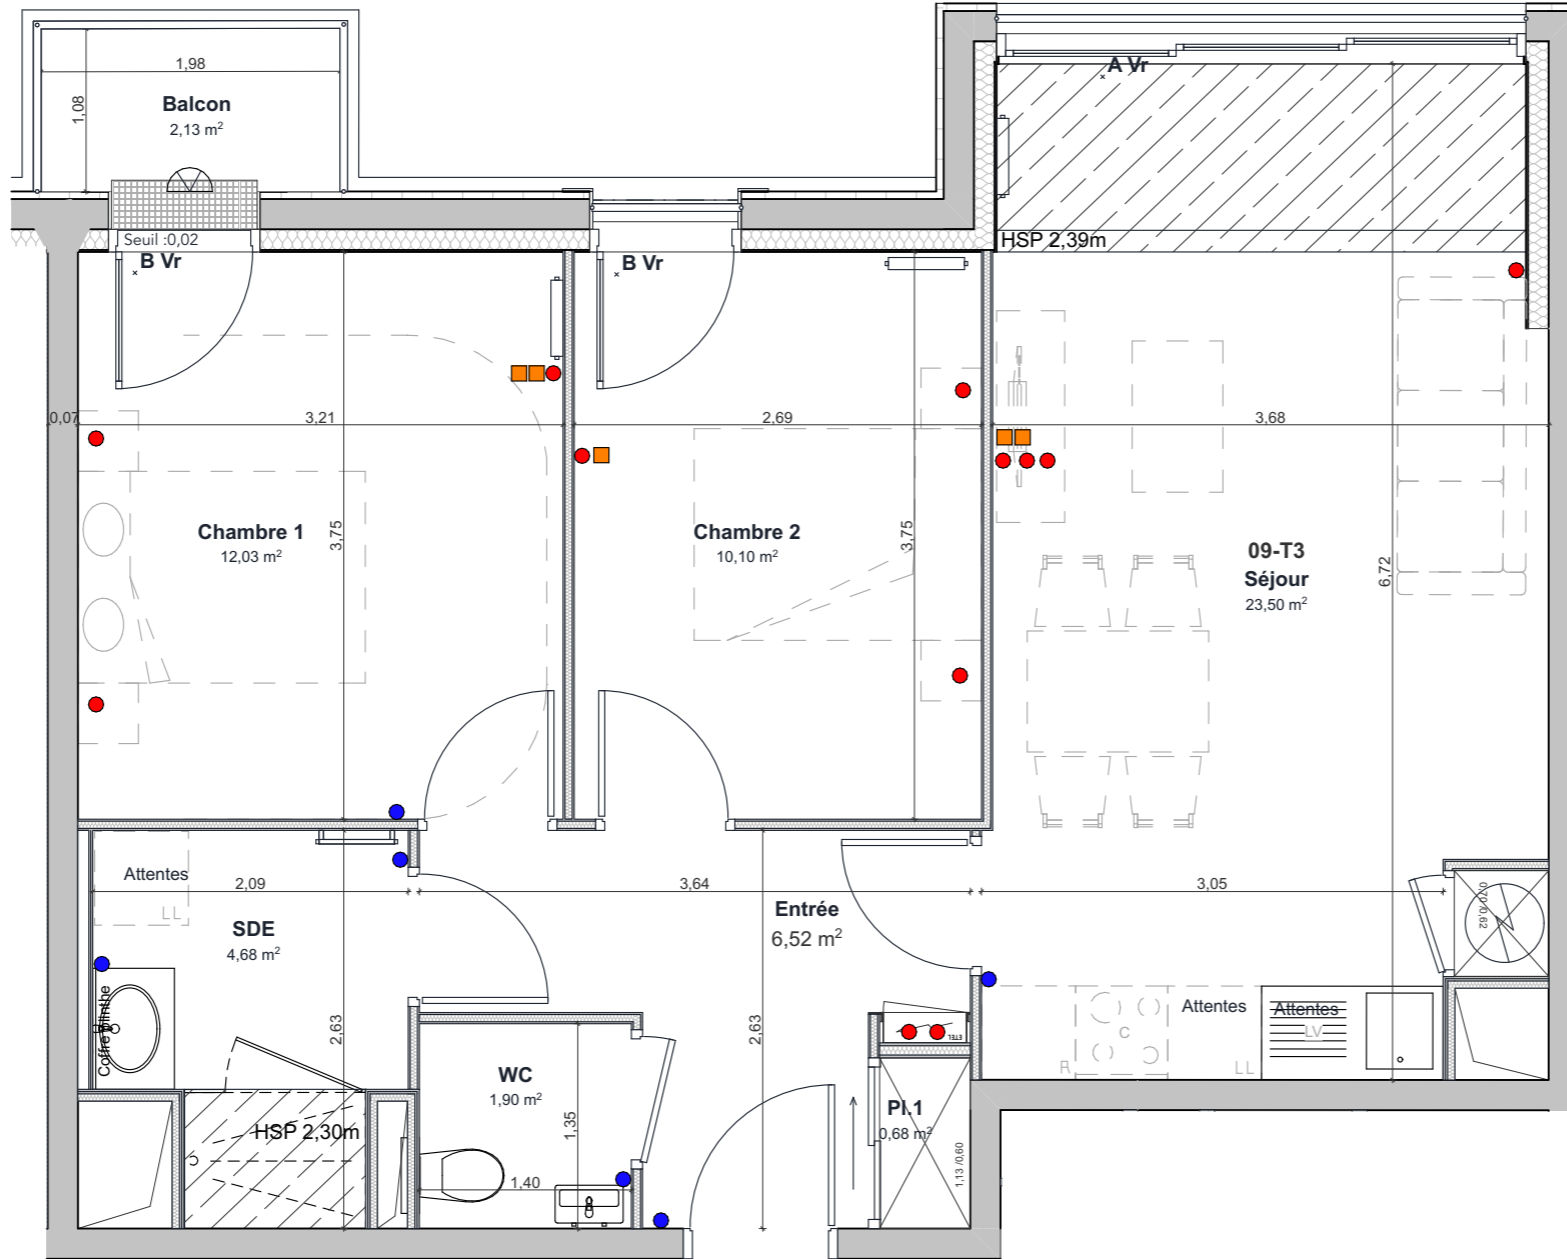 1,98
A Vr
1,08
Balcon
2,13 m²
Seuil :0,02
HSP 2,39m
B Vr
B Vr
0,07
3,21
2,69
3,68
Chambre 1
12,03 m²
3,75
Chambre 2
10,10 m²
3,75
09-T3
Séjour
23,50 m²
6,72
Attentes
LL
2,09
3,64
3,05
0,70 /0,62
SDE
4,68 m²
Entrée
6,52 m²
Coffre plinthe
2,63
2,63
ETEL
Attentes
Attentes
C
LV
R
LL
WC
1,90 m²
1,35
Pl.1
0,68 m²
HSP 2,30m
1,13 /0,60
1,40